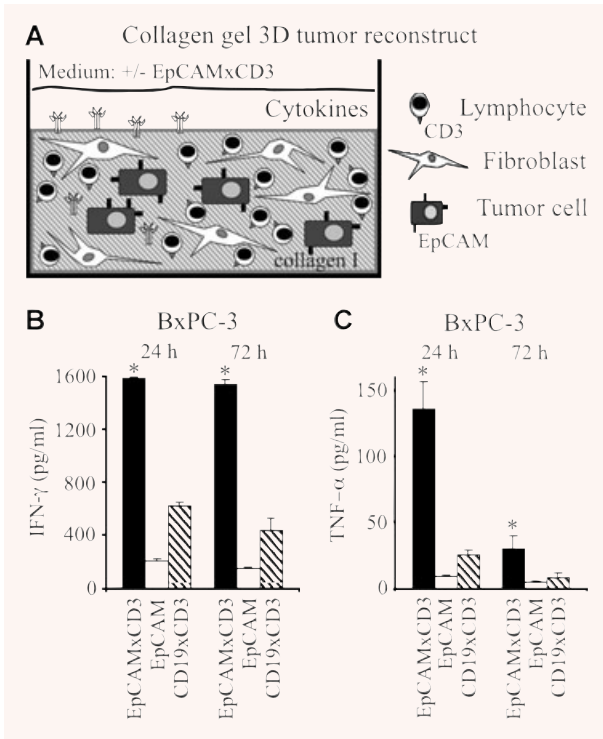 A
Collagen gel 3D tumor reconstruct
Medium: +/- EpCAMxCD3
Cytokines
Lymphocyte
CD3
Fibroblast
Tumor cell
EpCAM
collagen I
B
BxPC-3
24 h
72 h
*
*
1600
1200
800
400
0
IFN-γ (pg/ml)
EpCAMxCD3
EpCAM
CD19xCD3
EpCAMxCD3
EpCAM
CD19xCD3
C
BxPC-3
24 h
72 h
*
*
150
100
50
0
TNF-α (pg/ml)
EpCAMxCD3
EpCAM
CD19xCD3
EpCAMxCD3
EpCAM
CD19xCD3